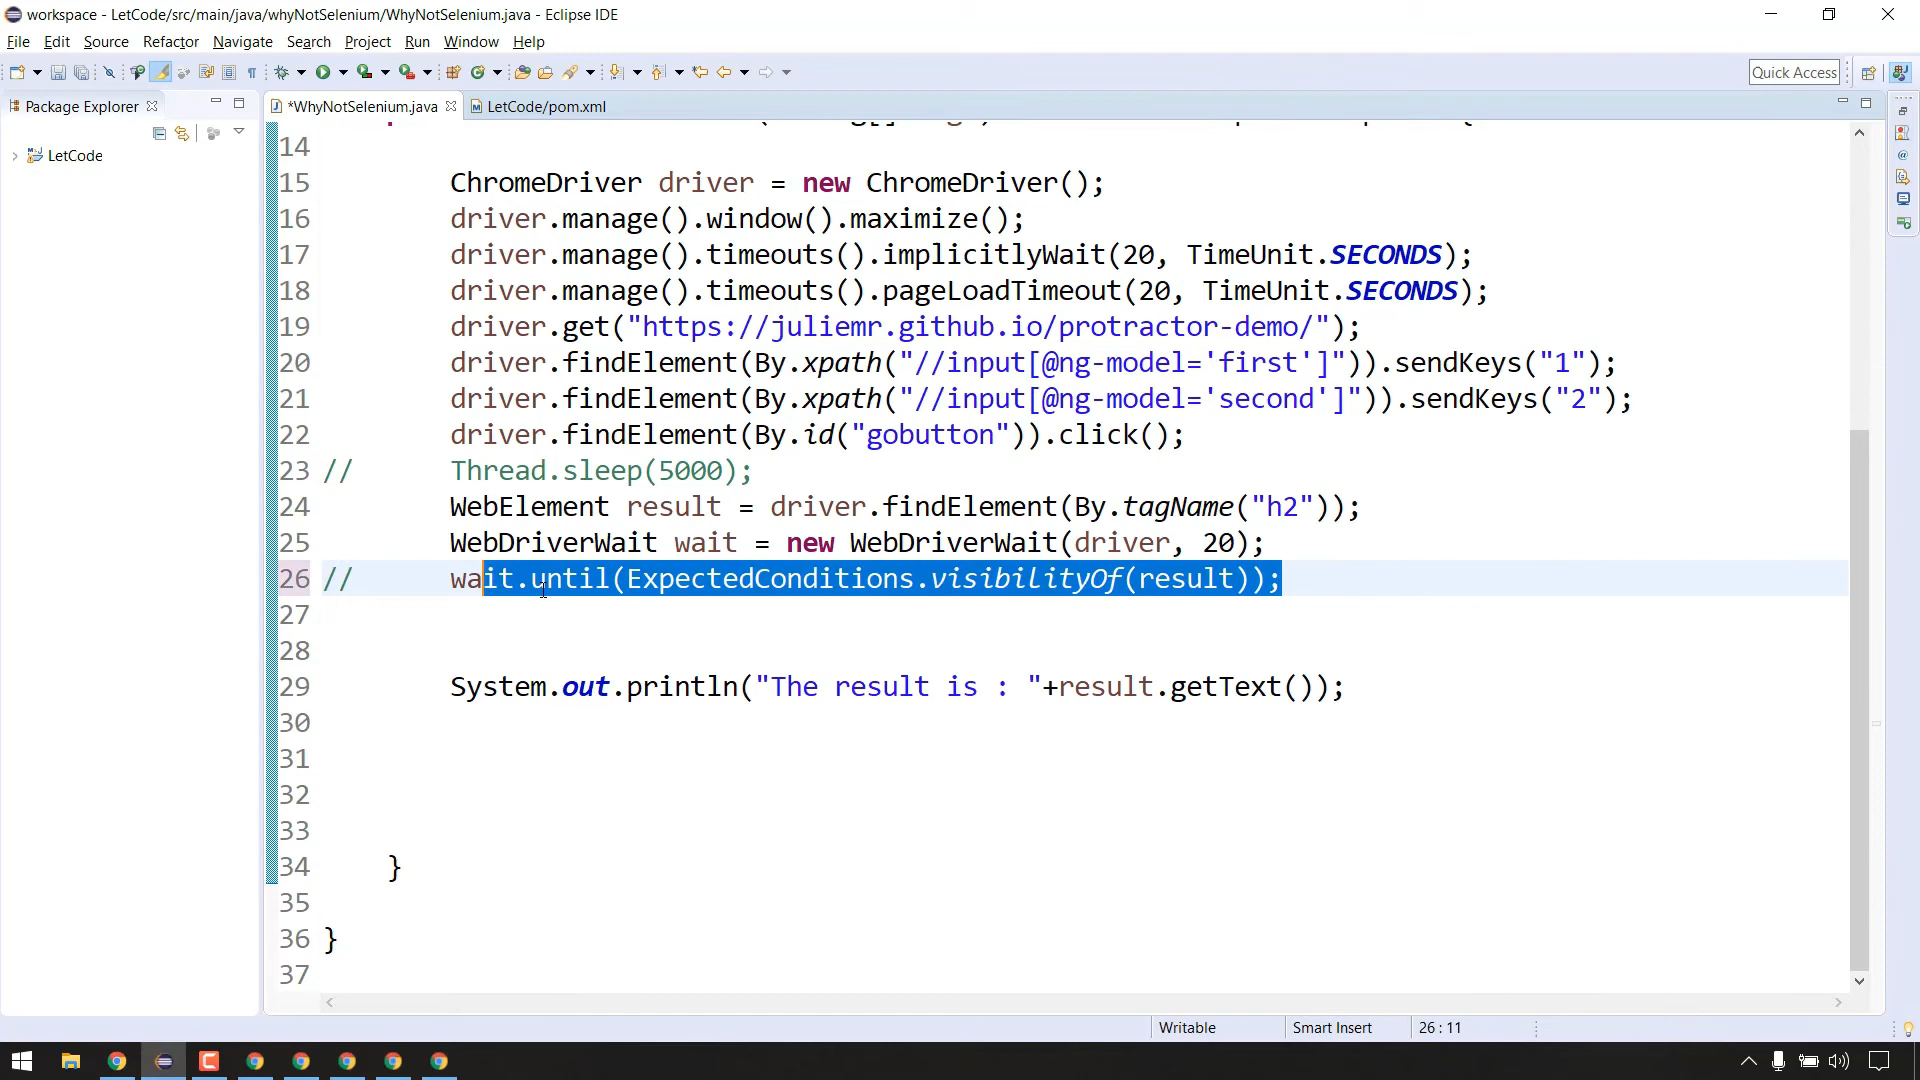 workspace - LetCode/src/main/java/whyNotSelenium/WhyNotSelenium.java - Eclipse IDE
File Edit Source Refactor Navigate Search Project Run Window Help
Quick Access
Package Explorer
*WhyNotSelenium.java LetCode/pom.xml
LetCode
14
15 ChromeDriver driver = new ChromeDriver();
16 driver.manage().window().maximize();
17 driver.manage().timeouts().implicitlyWait(20, TimeUnit.SECONDS);
18 driver.manage().timeouts().pageLoadTimeout(20, TimeUnit.SECONDS);
19 driver.get("https://juliemr.github.io/protractor-demo/");
20 driver.findElement(By.xpath("//input[@ng-model='first']")).sendKeys("1");
21 driver.findElement(By.xpath("//input[@ng-model='second']")).sendKeys("2");
22 driver.findElement(By.id("gobutton")).click();
23 // Thread.sleep(5000);
24 WebElement result = driver.findElement(By.tagName("h2"));
25 WebDriverWait wait = new WebDriverWait(driver, 20);
26 // wait.until(ExpectedConditions.visibilityOf(result));
27
28
29 System.out.println("The result is : "+result.getText());
30
31
32
33
34 }
35
36 }
37
Writable Smart Insert 26 : 11